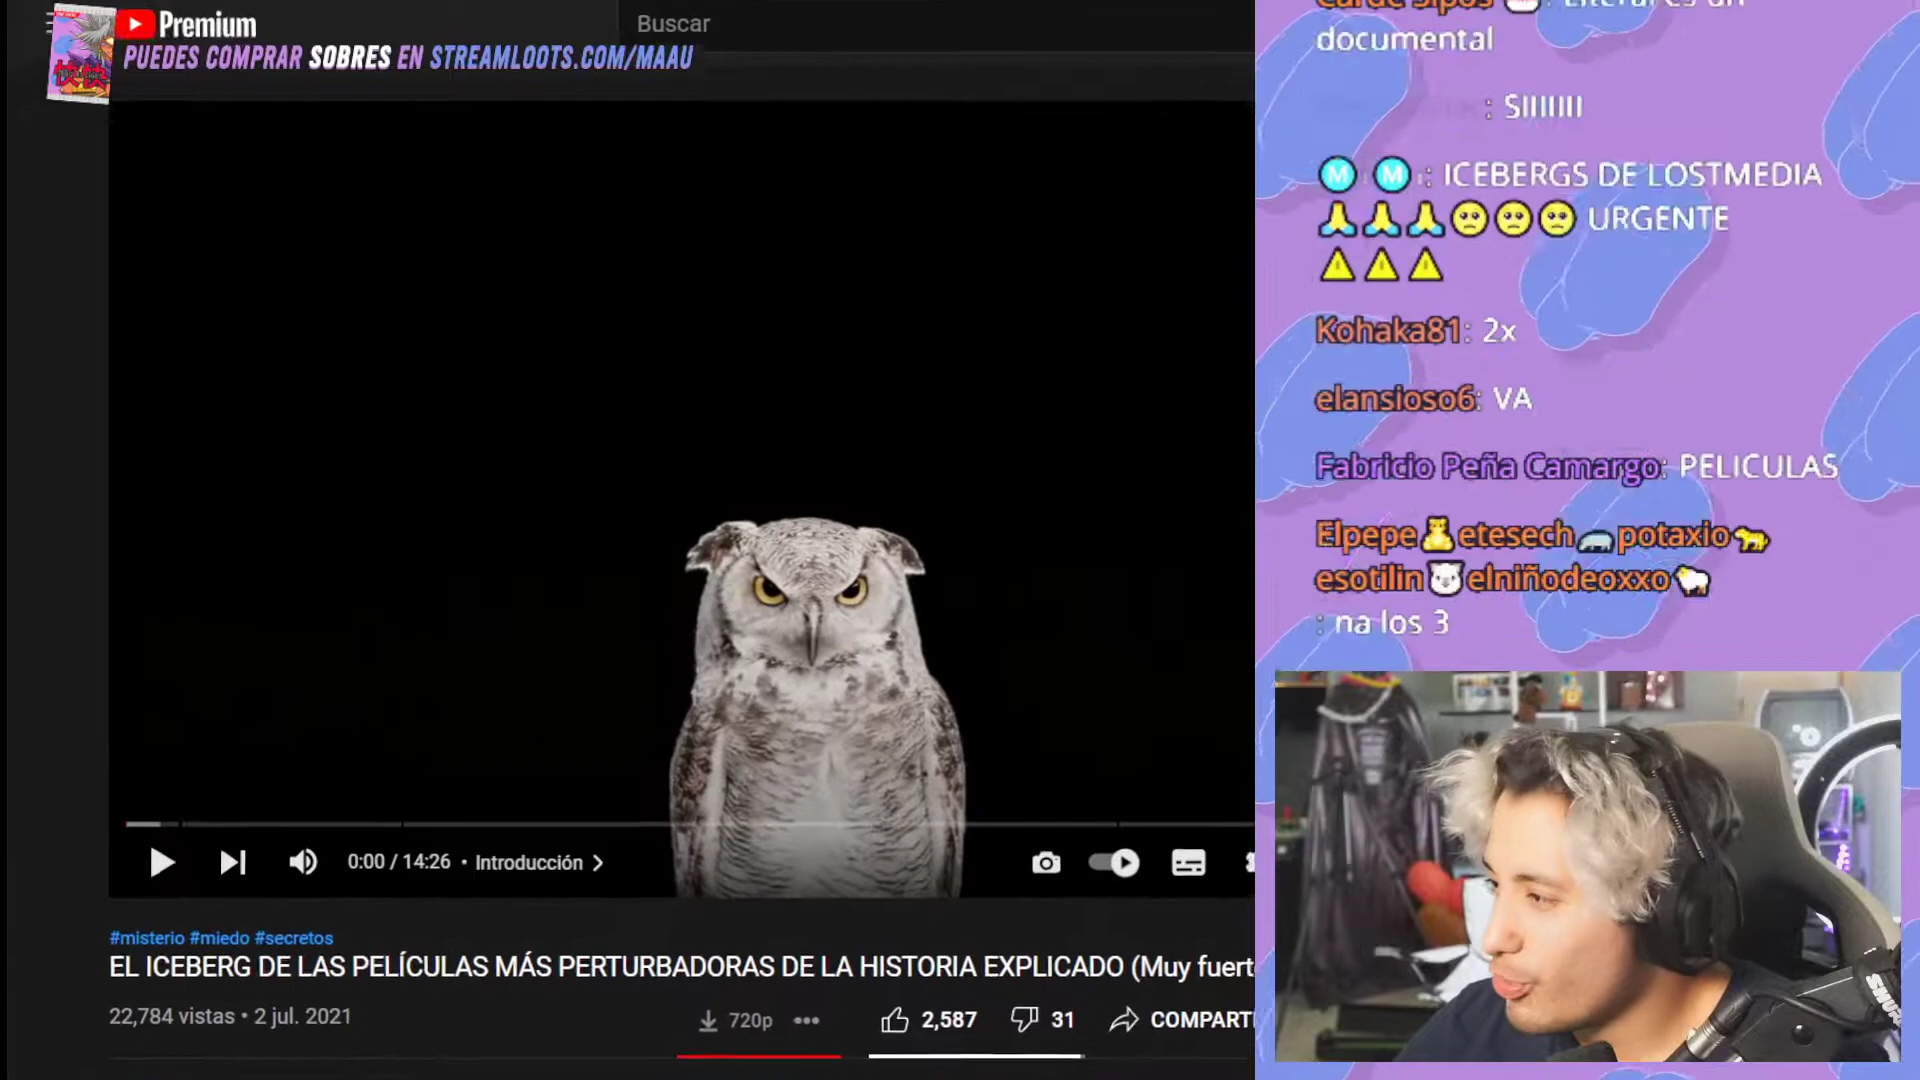 Premium
Buscar
PUEDES COMPRAR SOBRES EN STREAMLOOTS.COM/MAAU
documental
: SIIIIIII
M M : ICEBERGS DE LOSTMEDIA
🙏🙏🙏🥺🥺🥺 URGENTE
⚠⚠⚠
Kohaka81: 2x
elansioso6: VA
Fabricio Peña Camargo: PELICULAS
Elpepe🧸etesech🦡potaxio🐆
esotilin🐷elniñodeoxxo🐑
: na los 3
0:00 / 14:26 • Introducción
#misterio #miedo #secretos
EL ICEBERG DE LAS PELÍCULAS MÁS PERTURBADORAS DE LA HISTORIA EXPLICADO (Muy fuert
22,784 vistas • 2 jul. 2021
720p
2,587
31
COMPARTI
SHURE